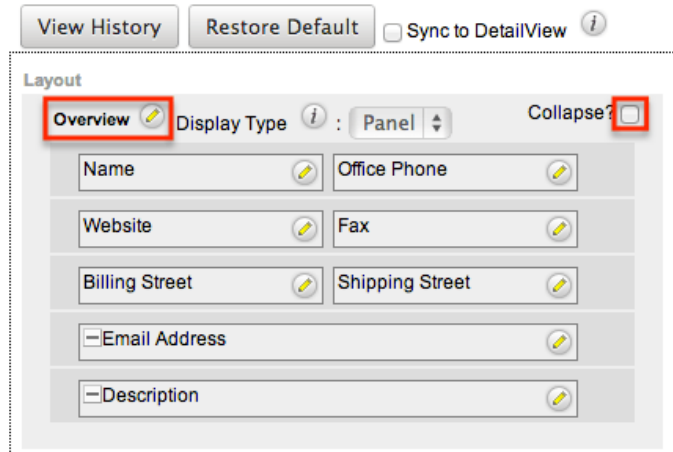 View History Restore Default Sync to DetailView i
Layout
Overview Display Type i : Panel Collapse?
Name Office Phone
Website Fax
Billing Street Shipping Street
Email Address
Description